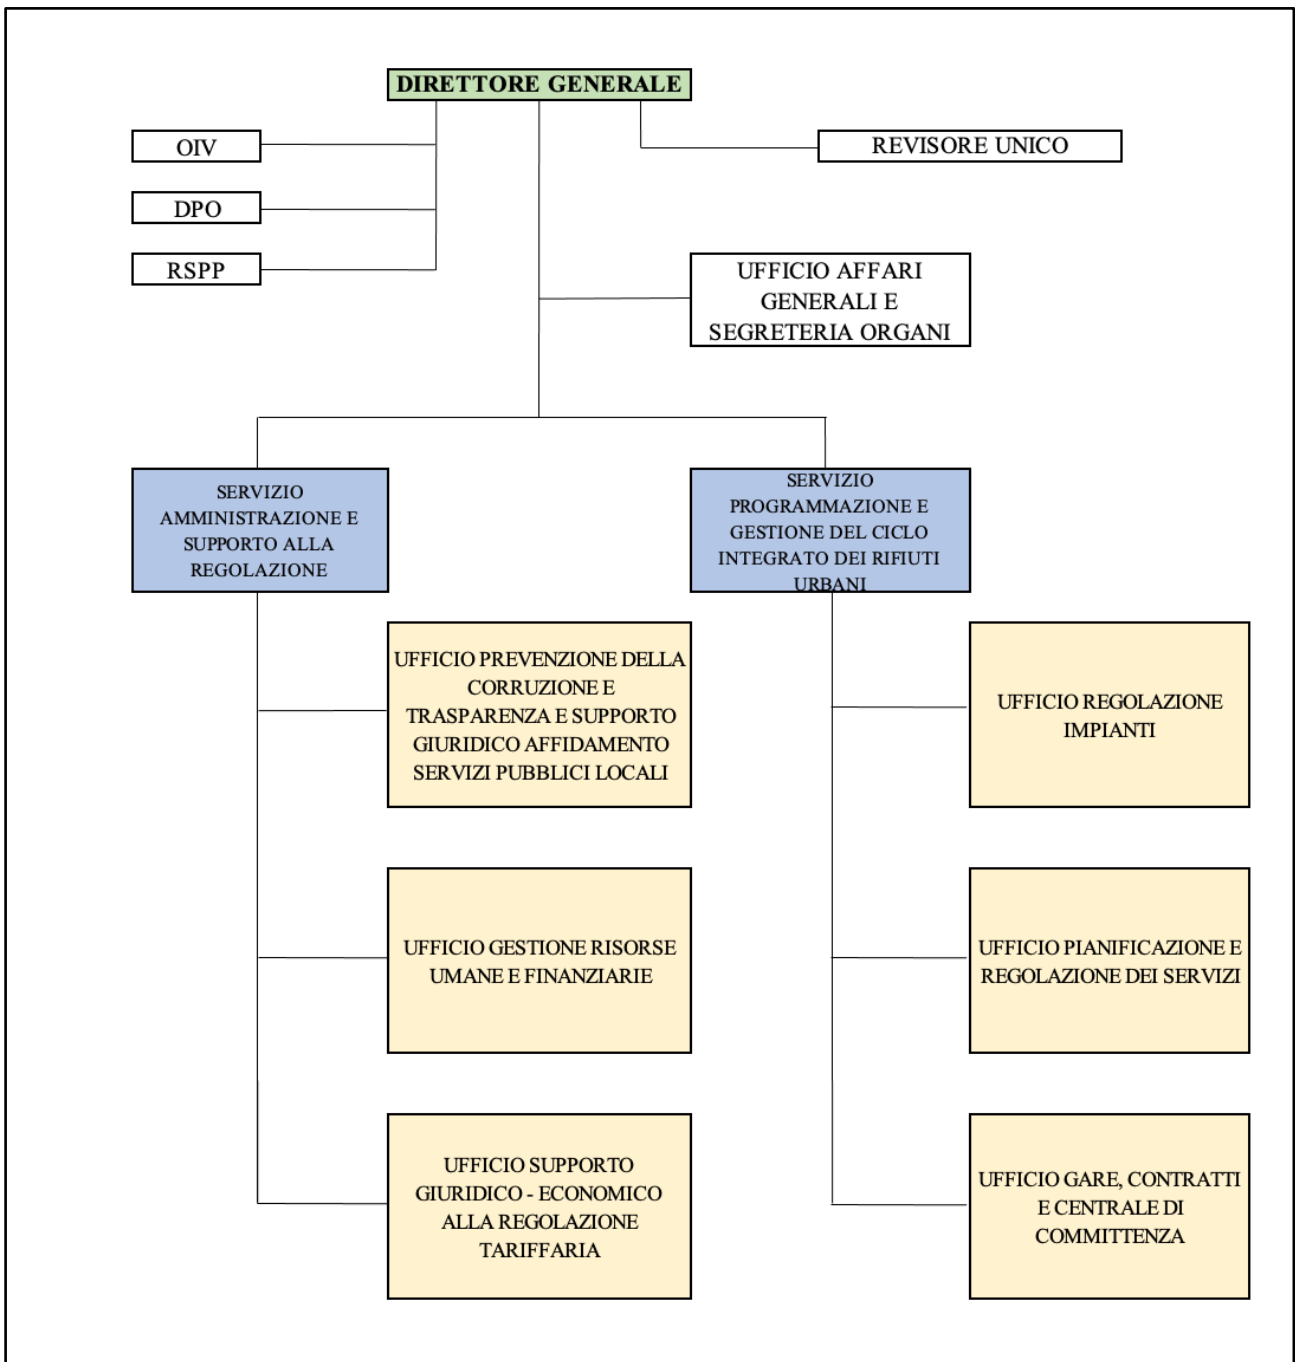 DIRETTORE GENERALE
OIV
REVISORE UNICO
DPO
RSPP
UFFICIO AFFARI
GENERALI E
SEGRETERIA ORGANI
SERVIZIO
AMMINISTRAZIONE E
SUPPORTO ALLA
REGOLAZIONE
SERVIZIO
PROGRAMMAZIONE E
GESTIONE DEL CICLO
INTEGRATO DEI RIFIUTI
URBANI
UFFICIO PREVENZIONE DELLA
CORRUZIONE E
TRASPARENZA E SUPPORTO
GIURIDICO AFFIDAMENTO
SERVIZI PUBBLICI LOCALI
UFFICIO REGOLAZIONE
IMPIANTI
UFFICIO GESTIONE RISORSE
UMANE E FINANZIARIE
UFFICIO PIANIFICAZIONE E
REGOLAZIONE DEI SERVIZI
UFFICIO SUPPORTO
GIURIDICO - ECONOMICO
ALLA REGOLAZIONE
TARIFFARIA
UFFICIO GARE, CONTRATTI
E CENTRALE DI
COMMITTENZA